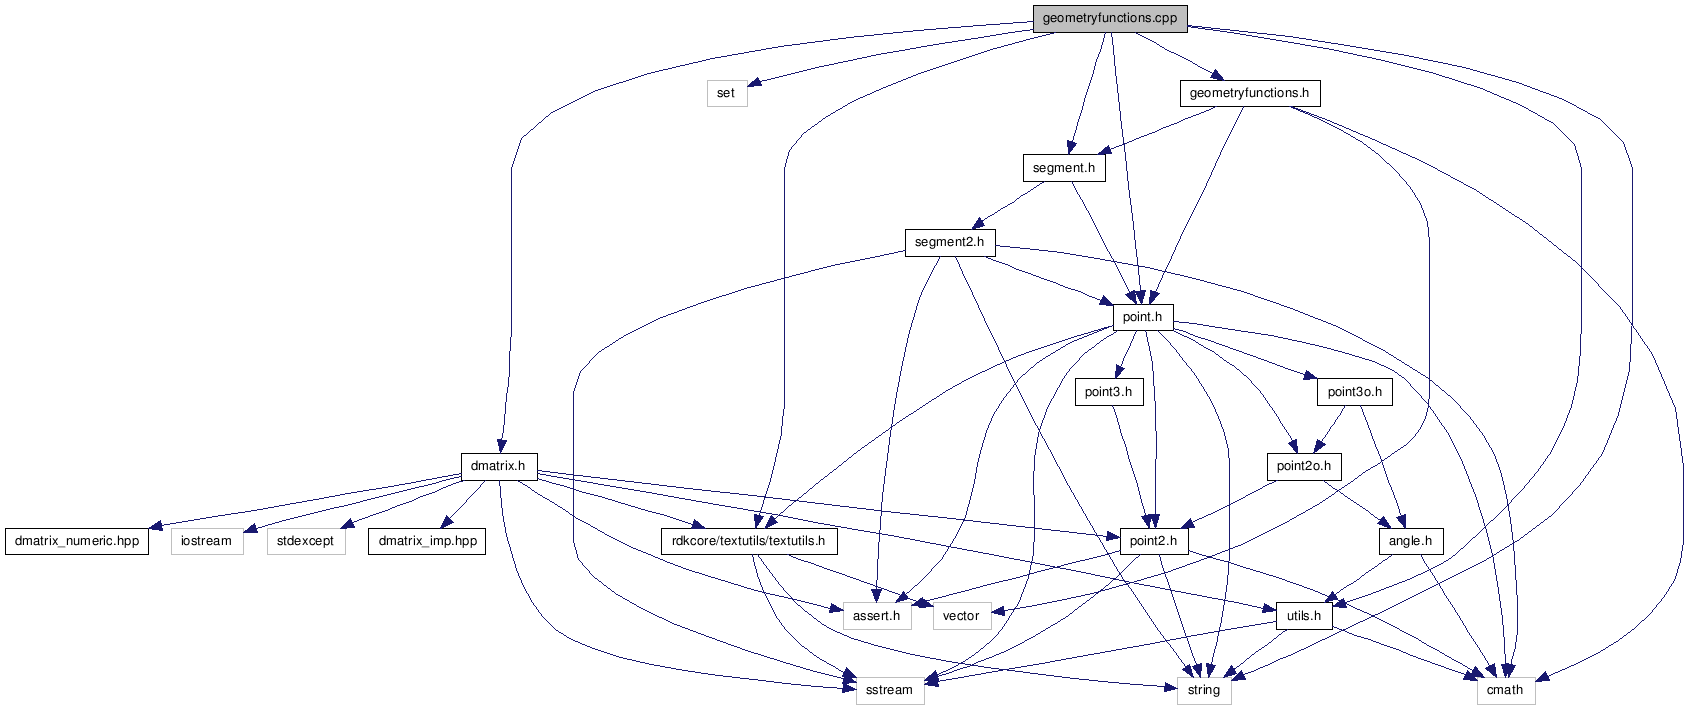 geometryfunctions.cpp
set
geometryfunctions.h
segment.h
segment2.h
point.h
point3.h
point3o.h
dmatrix.h
point2o.h
dmatrix_numeric.hpp
iostream
stdexcept
dmatrix_imp.hpp
rdkcore/textutils/textutils.h
point2.h
angle.h
assert.h
vector
utils.h
sstream
string
cmath